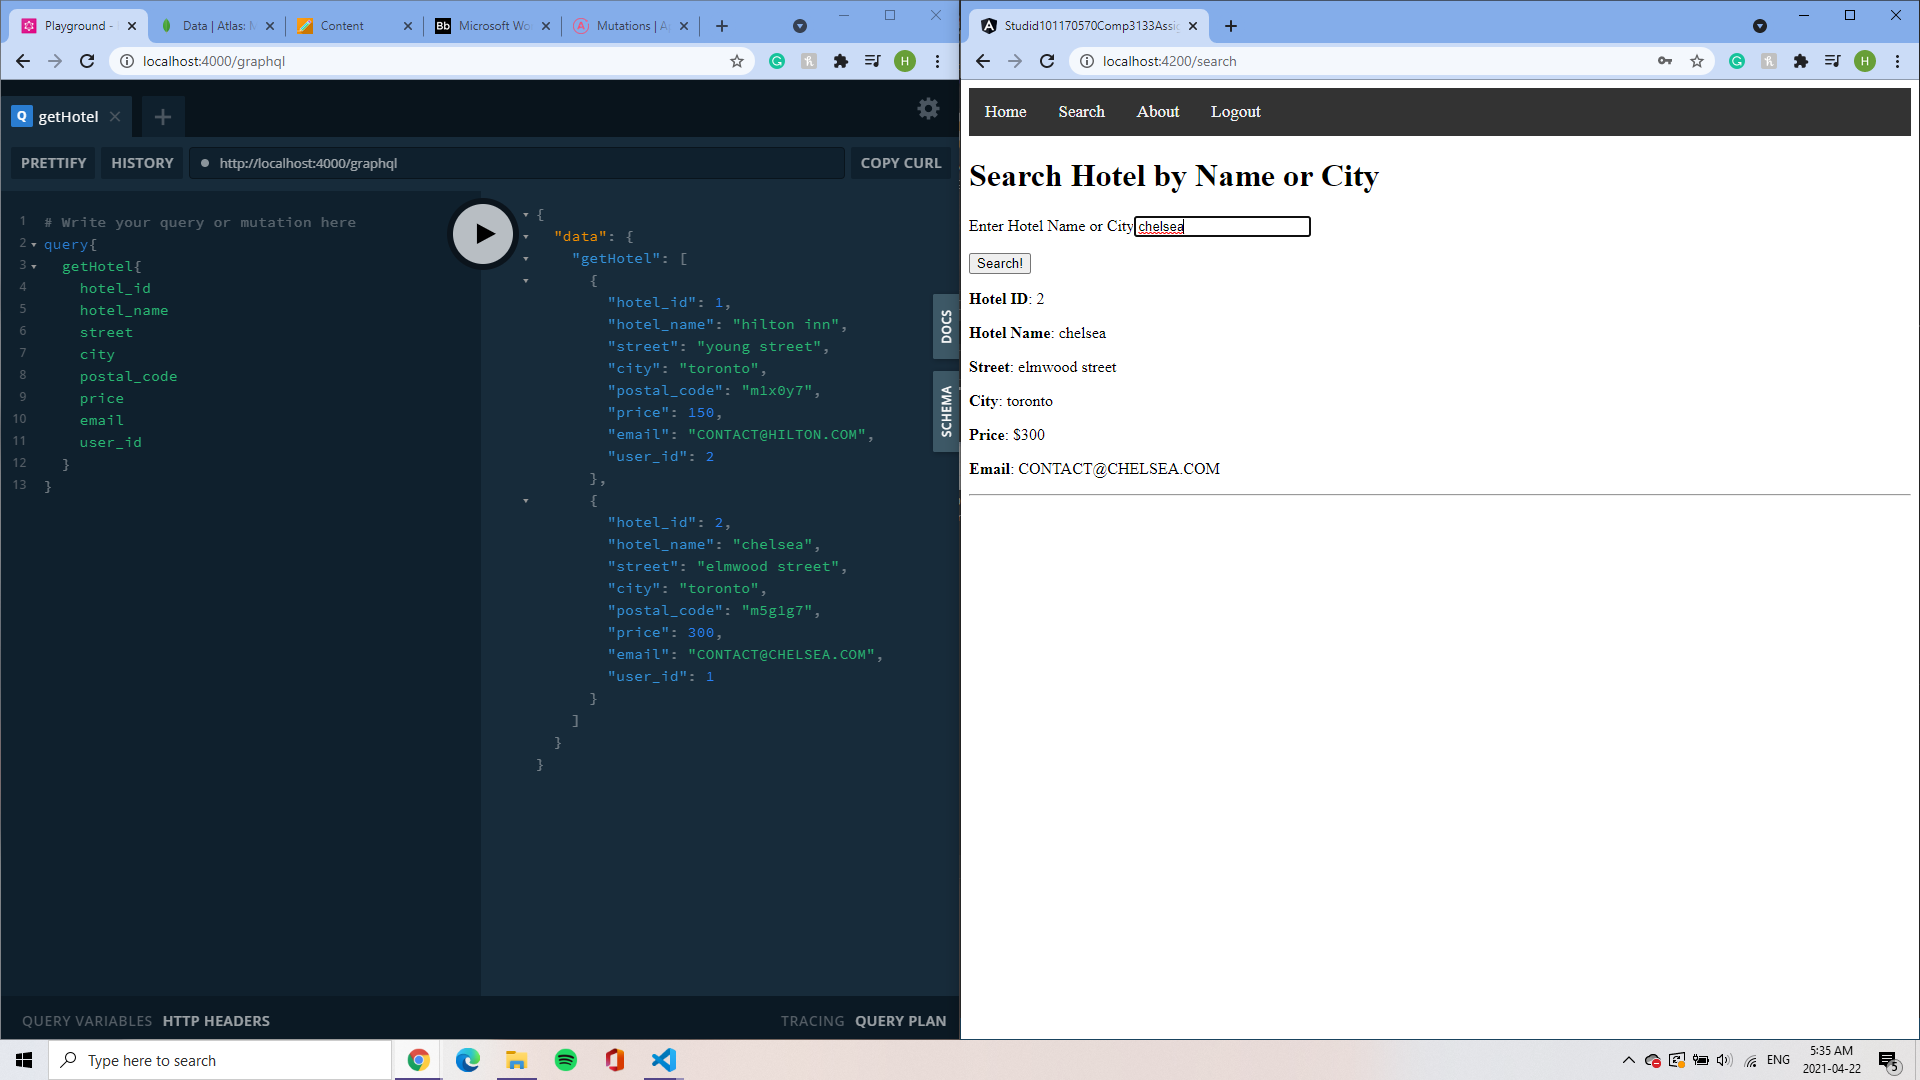 Playground -
Data | Atlas: M
Content
Bb Microsoft Wo
Mutations | A
localhost:4000/graphql
H
Q getHotel
PRETTIFY
HISTORY
http://localhost:4000/graphql
COPY CURL
1 # Write your query or mutation here
2 query{
3 getHotel{
4 hotel_id
5 hotel_name
6 street
7 city
8 postal_code
9 price
10 email
11 user_id
12 }
13 }
{
"data": {
"getHotel": [
{
"hotel_id": 1,
"hotel_name": "hilton inn",
"street": "young street",
"city": "toronto",
"postal_code": "m1x0y7",
"price": 150,
"email": "CONTACT@HILTON.COM",
"user_id": 2
},
{
"hotel_id": 2,
"hotel_name": "chelsea",
"street": "elmwood street",
"city": "toronto",
"postal_code": "m5g1g7",
"price": 300,
"email": "CONTACT@CHELSEA.COM",
"user_id": 1
}
]
}
}
DOCS
SCHEMA
QUERY VARIABLES HTTP HEADERS
TRACING QUERY PLAN
Studid101170570Comp3133Assi
localhost:4200/search
H
Home Search About Logout
Search Hotel by Name or City
Enter Hotel Name or City chelsea
Search!
Hotel ID: 2
Hotel Name: chelsea
Street: elmwood street
City: toronto
Price: $300
Email: CONTACT@CHELSEA.COM
Type here to search
ENG
5:35 AM
2021-04-22
5